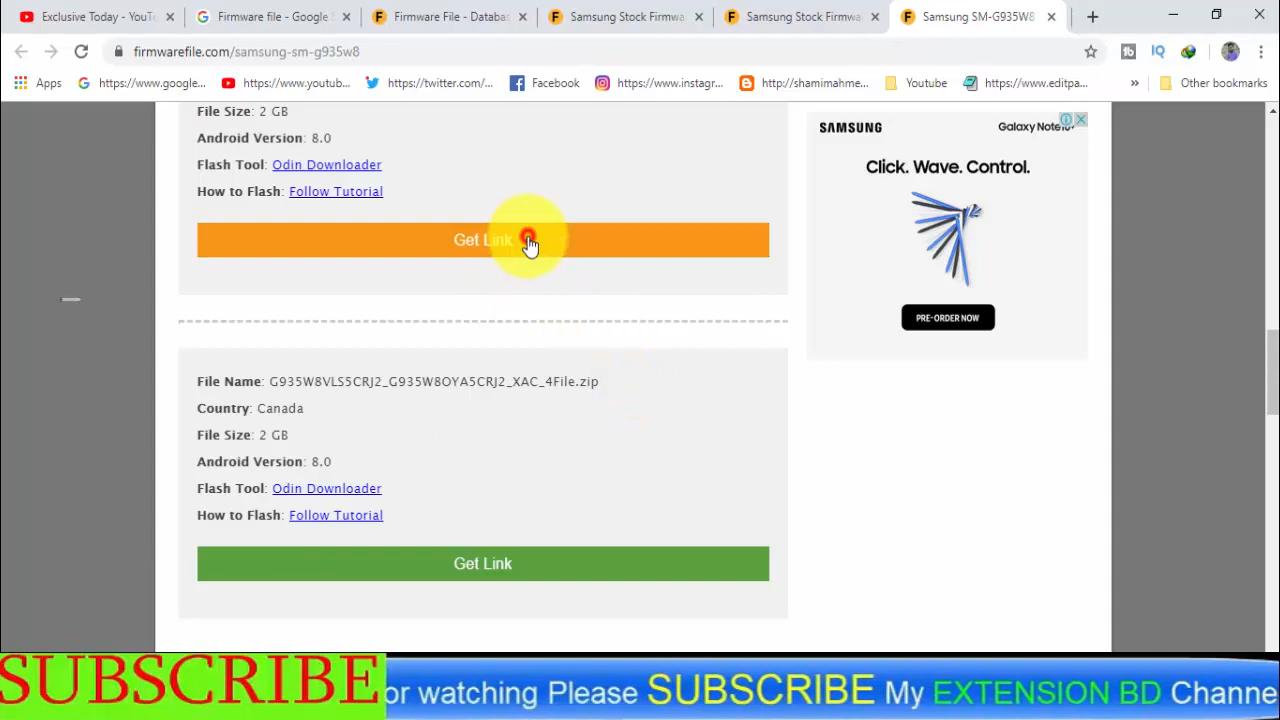 Exclusive Today - YouT
Firmware file - Google S
Firmware File - Databas
Samsung Stock Firmwa
Samsung Stock Firmwa
Samsung SM-G935W8
firmwarefile.com/samsung-sm-g935w8
Apps
https://www.google...
https://www.youtub...
https://twitter.com/...
Facebook
https://www.instagr...
http://shamimahme...
Youtube
https://www.editpa...
»
Other bookmarks
File Size: 2 GB
Android Version: 8.0
Flash Tool: Odin Downloader
How to Flash: Follow Tutorial
Get Link
File Name: G935W8VLS5CRJ2_G935W8OYA5CRJ2_XAC_4File.zip
Country: Canada
File Size: 2 GB
Android Version: 8.0
Flash Tool: Odin Downloader
How to Flash: Follow Tutorial
Get Link
SAMSUNG
Galaxy Note10+
Click. Wave. Control.
PRE-ORDER NOW
SUBSCRIBE
or watching Please SUBSCRIBE My EXTENSION BD Channe